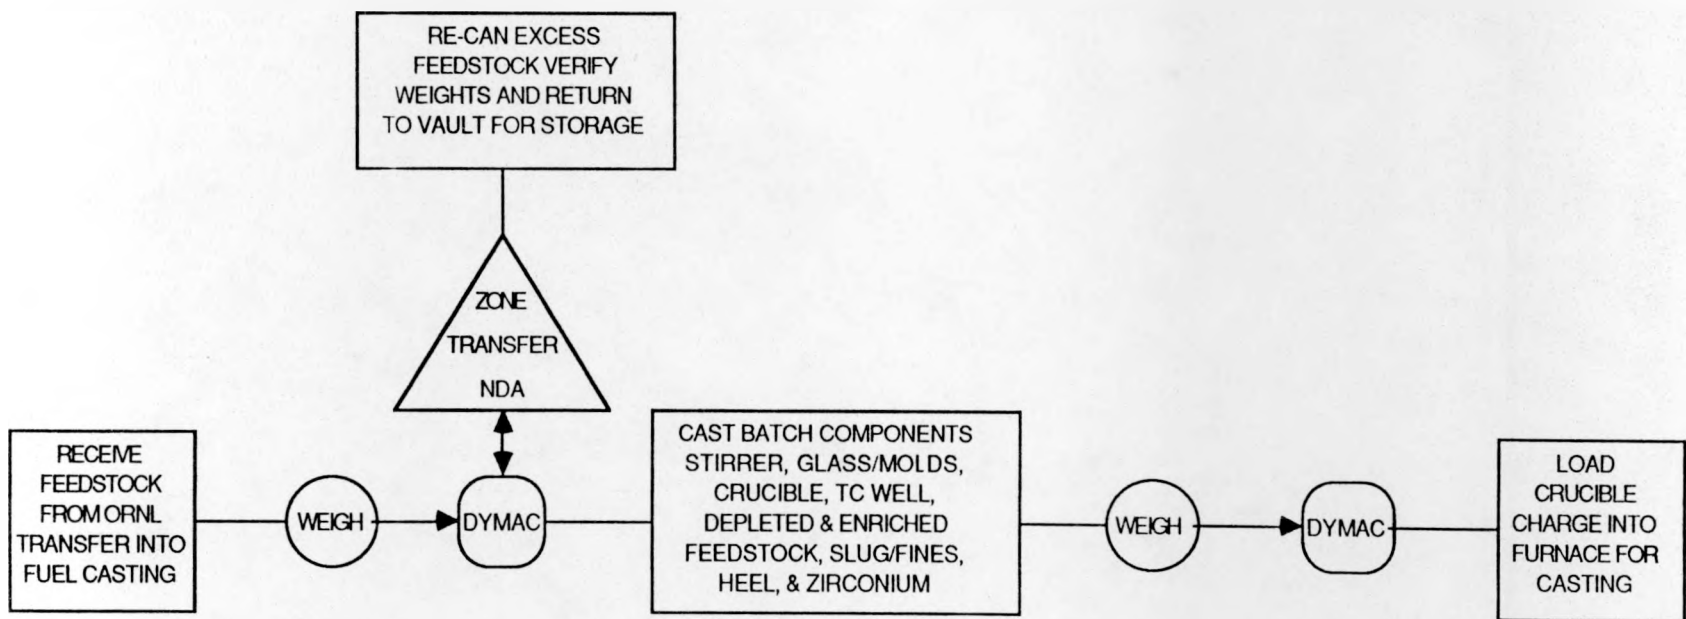 RE-CAN EXCESS
FEEDSTOCK VERIFY
WEIGHTS AND RETURN
TO VAULT FOR STORAGE
ZONE
TRANSFER
NDA
RECEIVE
FEEDSTOCK
FROM ORNL
TRANSFER INTO
FUEL CASTING
WEIGH
DYMAC
CAST BATCH COMPONENTS
STIRRER, GLASS/MOLDS,
CRUCIBLE, TC WELL,
DEPLETED & ENRICHED
FEEDSTOCK, SLUG/FINES,
HEEL, & ZIRCONIUM
WEIGH
DYMAC
LOAD
CRUCIBLE
CHARGE INTO
FURNACE FOR
CASTING